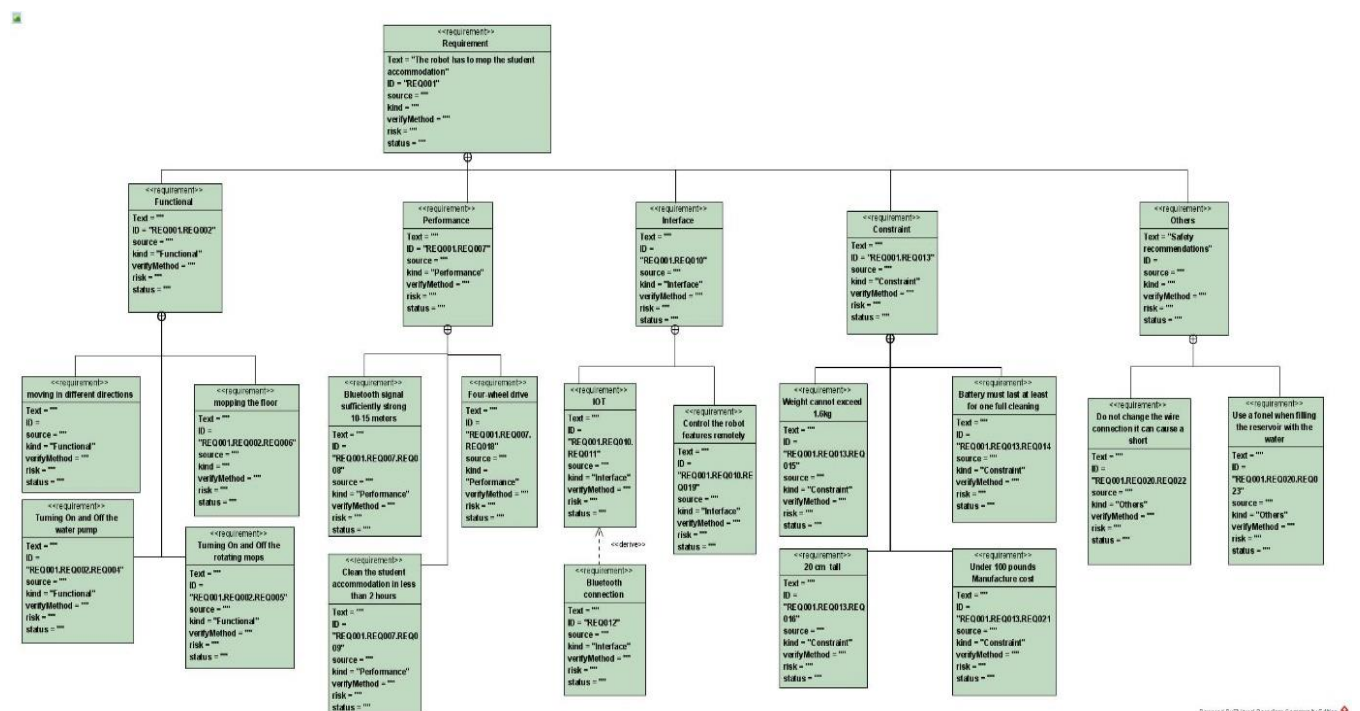 <<requirement>>
Requirement
Text = "The robot has to mop the student
accommodation"
ID = "REQ001"
source = ""
kind = ""
verifyMethod = ""
risk = ""
status = ""
<<requirement>>
Functional
Text = ""
ID = "REQ001.REQ002"
source = ""
kind = "Functional"
verifyMethod = ""
risk = ""
status = ""
<<requirement>>
Performance
Text = ""
ID = "REQ001.REQ007"
source = ""
kind = "Performance"
verifyMethod = ""
risk = ""
status = ""
<<requirement>>
Interface
Text = ""
ID =
"REQ001.REQ010"
source = ""
kind = "Interface"
verifyMethod = ""
risk = ""
status = ""
<<requirement>>
Constraint
Text = ""
ID = "REQ001.REQ013"
source = ""
kind = "Constraint"
verifyMethod = ""
risk = ""
status = ""
<<requirement>>
Others
Text = "Safety
recommendations"
ID =
source = ""
kind = ""
verifyMethod = ""
risk = ""
status = ""
<<requirement>>
moving in different directions
Text = ""
ID =
source = ""
kind = "Functional"
verifyMethod = ""
risk = ""
status = ""
<<requirement>>
mopping the floor
Text = ""
ID =
"REQ001.REQ002.REQ006"
source = ""
kind = ""
verifyMethod = ""
risk = ""
status = ""
<<requirement>>
Turning On and Off the
water pump
Text = ""
ID =
"REQ001.REQ002.REQ004"
source = ""
kind = "Functional"
verifyMethod = ""
risk = ""
status = ""
<<requirement>>
Turning On and Off the
rotating mops
Text = ""
ID =
"REQ001.REQ002.REQ005"
source = ""
kind = "Functional"
verifyMethod = ""
risk = ""
status = ""
<<requirement>>
Bluetooth signal
sufficiently strong
10-15 meters
Text = ""
ID =
"REQ001.REQ007.REQ0
08"
source = ""
kind = "Performance"
verifyMethod = ""
risk = ""
status = ""
<<requirement>>
Four-wheel drive
Text = ""
ID =
"REQ001.REQ007.
REQ018"
source = ""
kind =
"Performance"
verifyMethod = ""
risk = ""
status = ""
<<requirement>>
Clean the student
accommodation in less
than 2 hours
Text = ""
ID =
"REQ001.REQ007.REQ0
09"
source = ""
kind = "Performance"
verifyMethod = ""
risk = ""
status = ""
<<requirement>>
IOT
Text = ""
ID =
"REQ001.REQ010.
REQ011"
source = ""
kind = "Interface"
verifyMethod = ""
risk = ""
status = ""
<<requirement>>
Control the robot
features remotely
Text = ""
ID =
"REQ001.REQ010.RE
Q019"
source = ""
kind = "Interface"
verifyMethod = ""
risk = ""
status = ""
<<derive>>
<<requirement>>
Bluetooth
connection
Text = ""
ID = "REQ012"
source = ""
kind = "Interface"
verifyMethod = ""
risk = ""
status = ""
<<requirement>>
Weight cannot exceed
1.6kg
Text = ""
ID =
"REQ001.REQ013.REQ
015"
source = ""
kind = "Constraint"
verifyMethod = ""
risk = ""
status = ""
<<requirement>>
Battery must last at least
for one full cleaning
Text = ""
ID =
"REQ001.REQ013.REQ014
source = ""
kind = "Constraint"
verifyMethod = ""
risk = ""
status = ""
<<requirement>>
20 cm tall
Text = ""
ID =
"REQ001.REQ013.REQ
016"
source = ""
kind = "Constraint"
verifyMethod = ""
risk = ""
status = ""
<<requirement>>
Under 100 pounds
Manufacture cost
Text = ""
ID =
"REQ001.REQ013.REQ021
source = ""
kind = "Constraint"
verifyMethod = ""
risk = ""
status = ""
<<requirement>>
Do not change the wire
connection it can cause a
short
Text = ""
ID =
"REQ001.REQ020.REQ022
source = ""
kind = "Others"
verifyMethod = ""
risk = ""
status = ""
<<requirement>>
Use a fonel when filling
the reservoir with the
water
Text = ""
ID =
"REQ001.REQ020.REQ0
23"
source = ""
kind = "Others"
verifyMethod = ""
risk = ""
status = ""